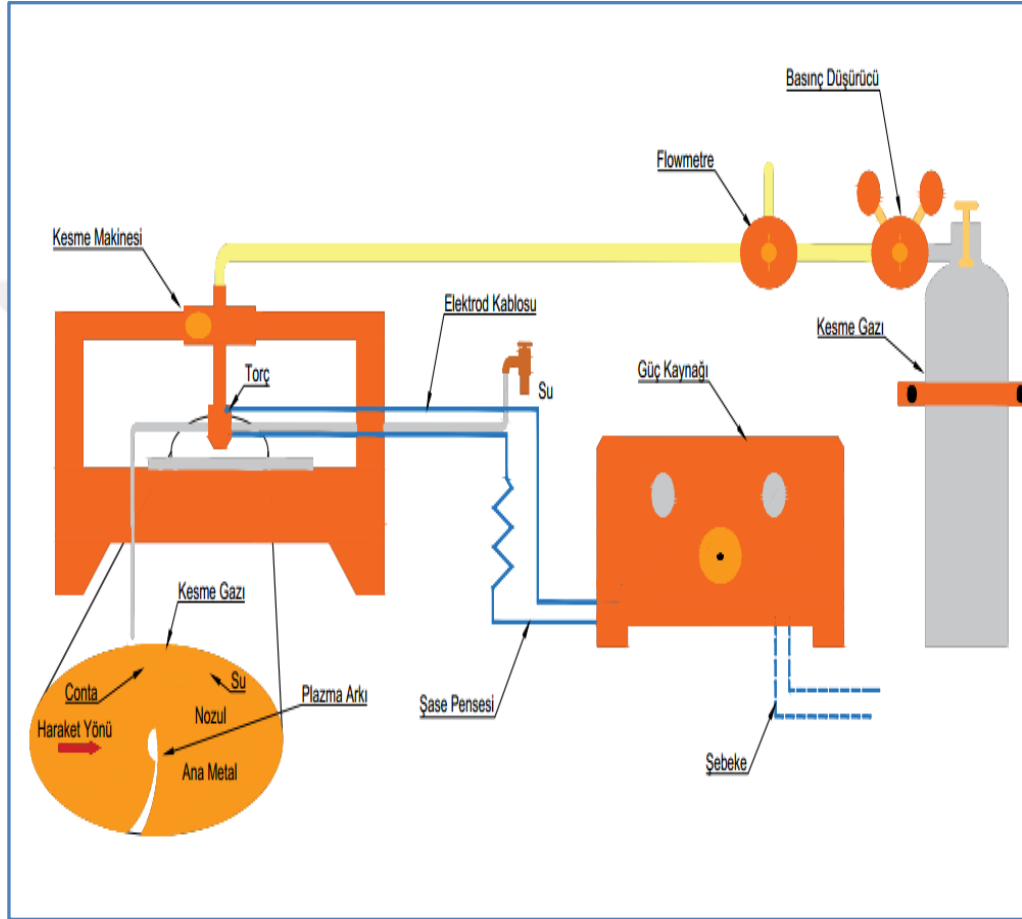 Basınç Düşürücü
Flowmetre
Kesme Makinesi
Elektrod Kablosu
Kesme Gazı
Torç
Su
Güç Kaynağı
Kesme Gazı
Conta
Su
Plazma Arkı
Haraket Yönü
Nozul
Ana Metal
Şase Pensesi
Şebeke